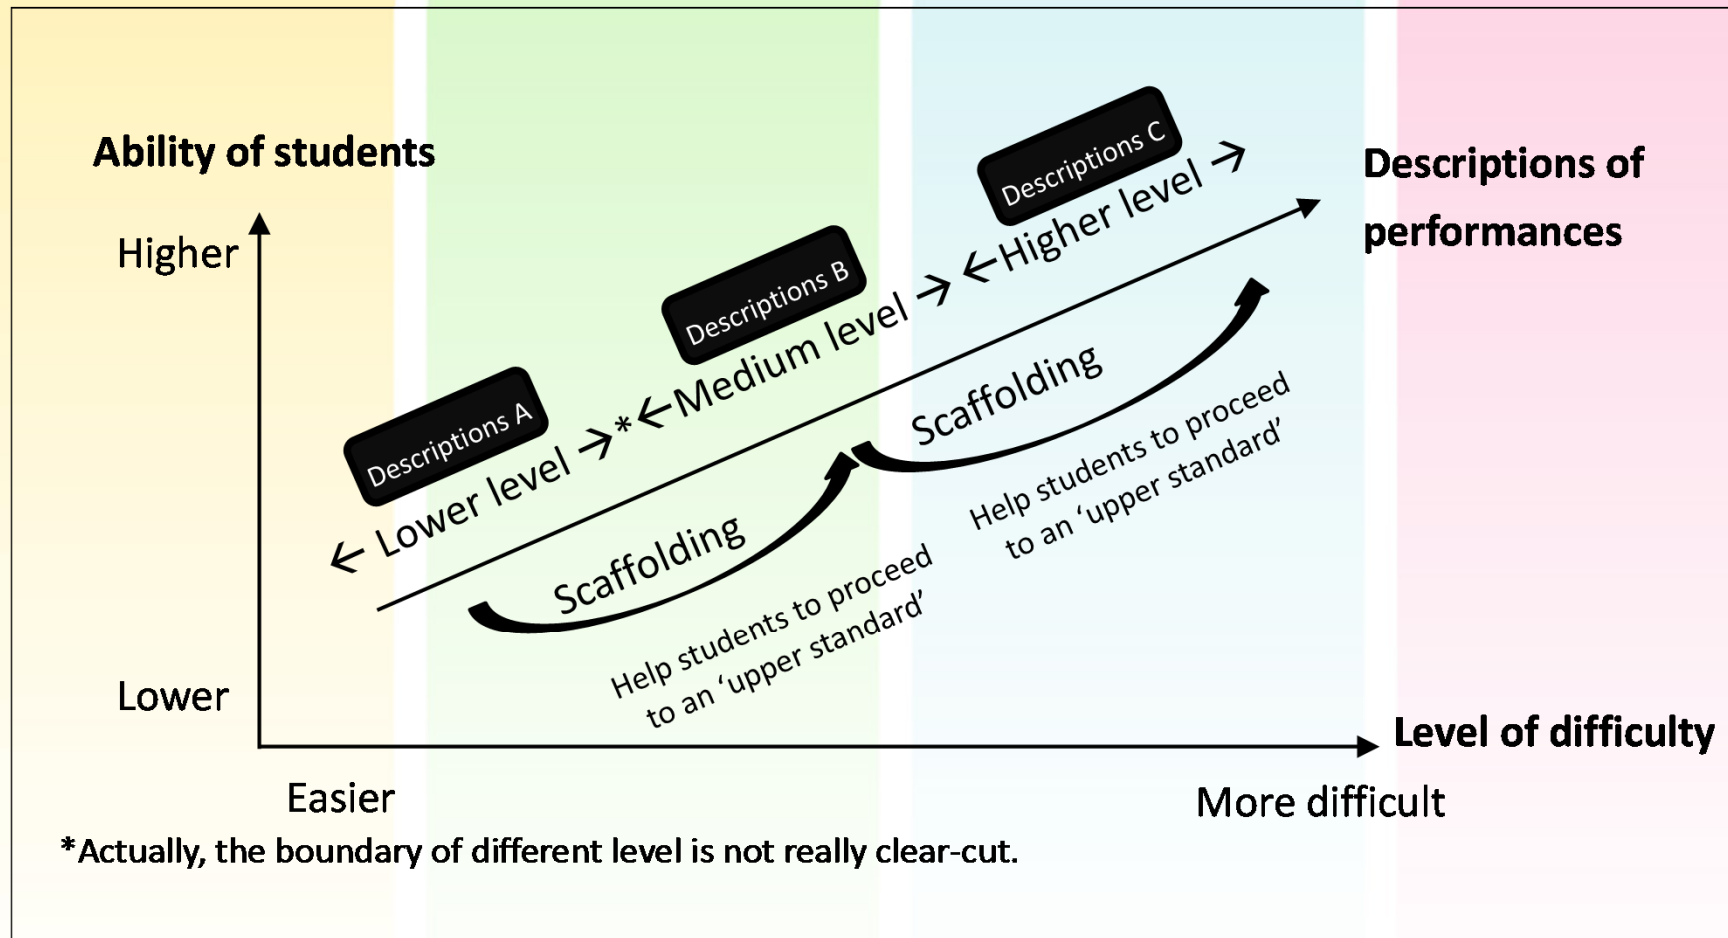 Ability of students
Higher
Lower
Descriptions A
← Lower level →*
Descriptions B
←Medium level →
Descriptions C
←Higher level →
Descriptions of
performances
Scaffolding
Help students to proceed
to an ‘upper standard’
Scaffolding
Help students to proceed
to an ‘upper standard’
Level of difficulty
Easier
More difficult
*Actually, the boundary of different level is not really clear-cut.